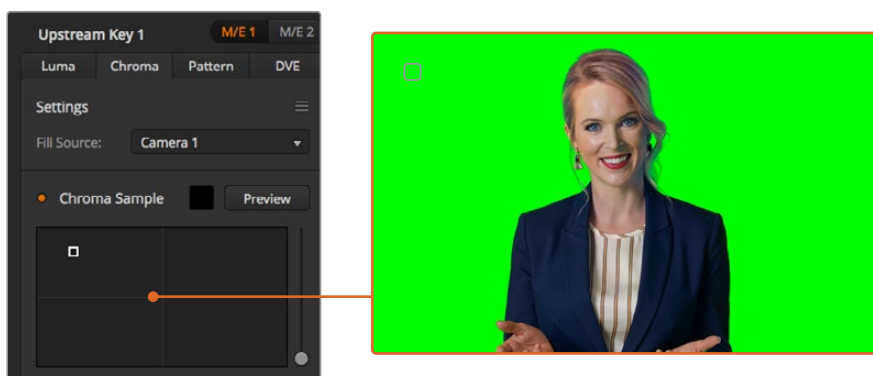 Upstream Key 1 M/E 1 M/E 2
Luma Chroma Pattern DVE
Settings
Fill Source: Camera 1
Chroma Sample Preview